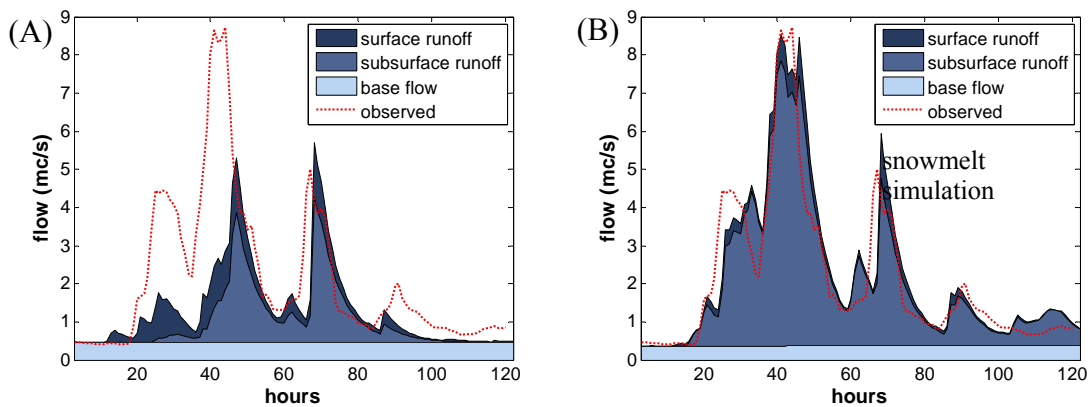 (A)
9
8
7
6
5
4
3
2
1
0
flow (mc/s)
surface runoff
subsurface runoff
base flow
observed
20
40
60
80
100
120
hours
(B)
9
8
7
6
5
4
3
2
1
0
flow (mc/s)
surface runoff
subsurface runoff
base flow
observed
snowmelt
simulation
20
40
60
80
100
120
hours